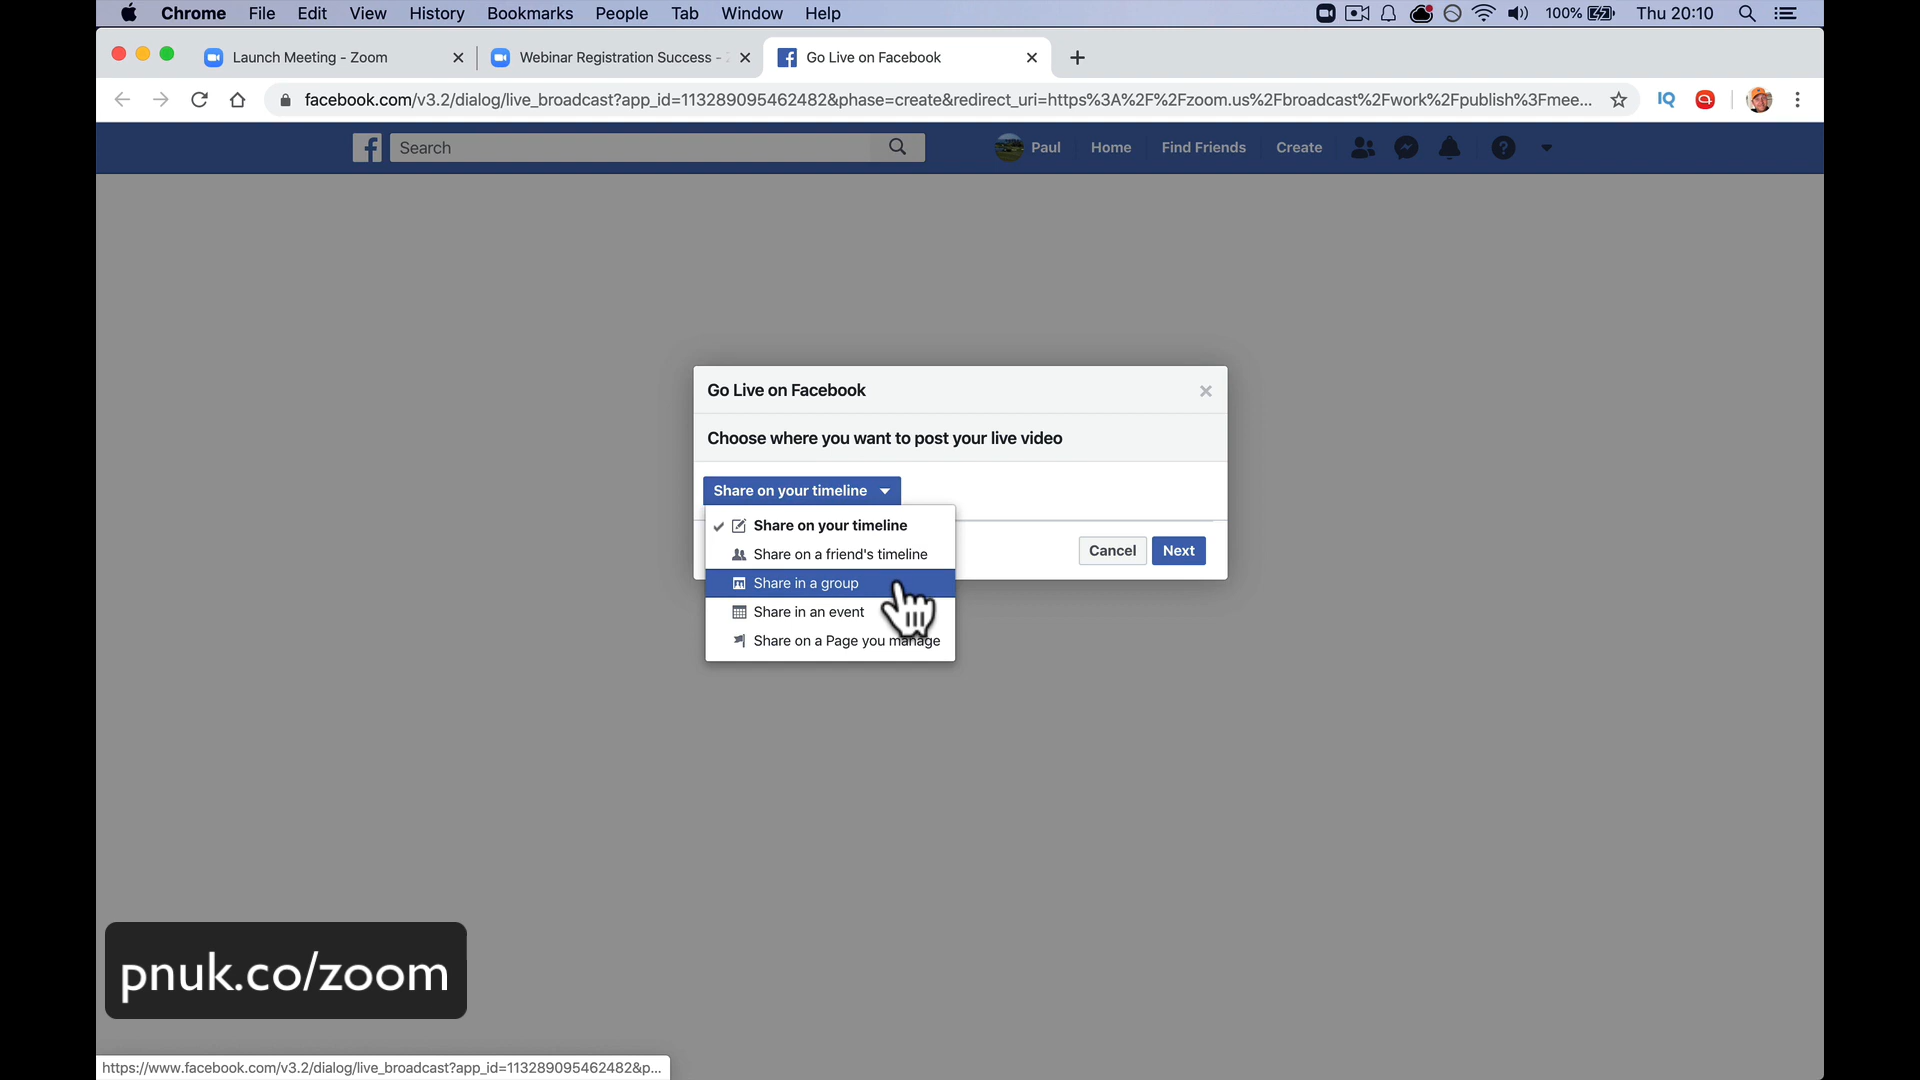 Chrome File Edit View History Bookmarks People Tab Window Help 100% Thu 20:10
Launch Meeting - Zoom Webinar Registration Success - Go Live on Facebook
facebook.com/v3.2/dialog/live_broadcast?app_id=113289095462482&phase=create&redirect_uri=https%3A%2F%2Fzoom.us%2Fbroadcast%2Fwork%2Fpublish%3Fmee... IQ
Search Paul Home Find Friends Create
Go Live on Facebook
Choose where you want to post your live video
Share on your timeline
Share on your timeline
Share on a friend's timeline
Cancel Next
Share in a group
Share in an event
Share on a Page you manage
pnuk.co/zoom
https://www.facebook.com/v3.2/dialog/live_broadcast?app_id=113289095462482&p...